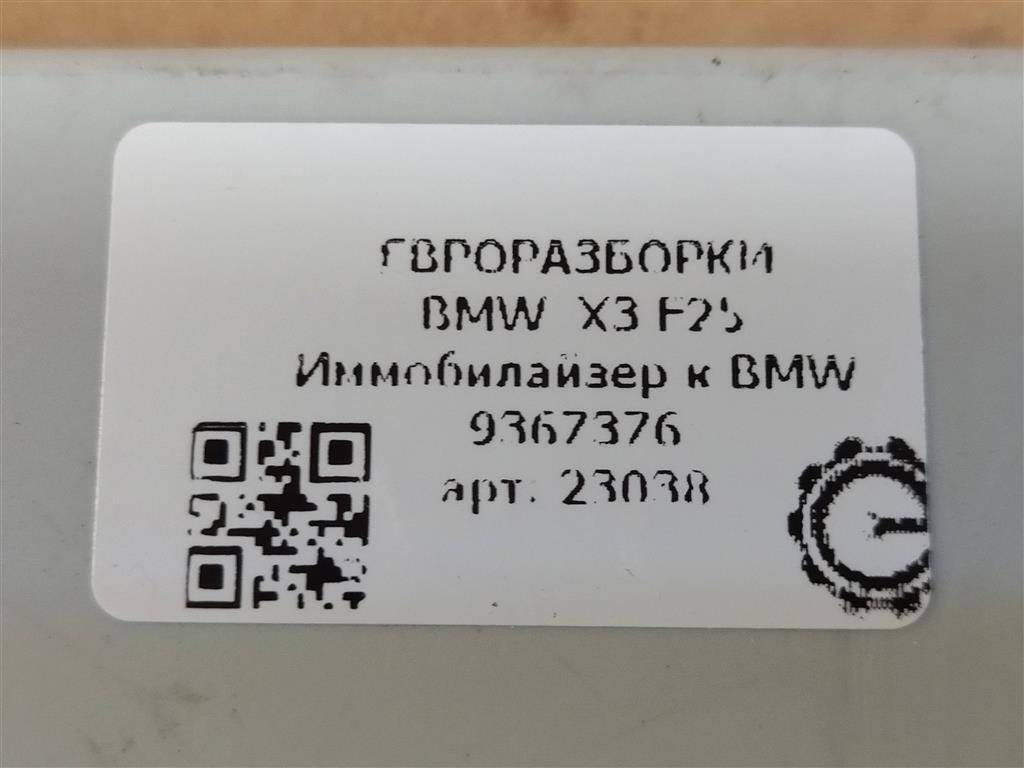 ЕВРОРАЗБОРКИ
BMW X3 F25
Иммобилайзер к BMW
9367376
арт. 23038